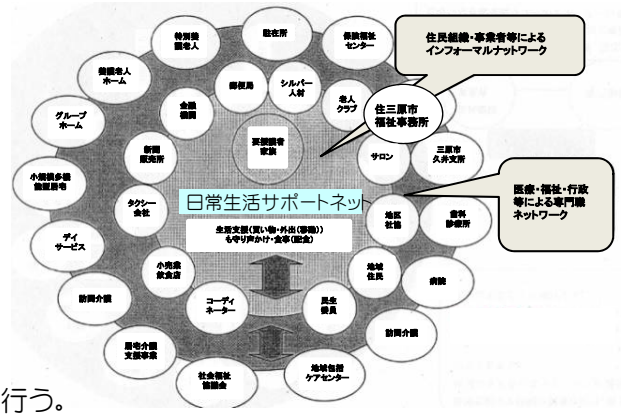 特別養
護老人
駐在所
保険福祉
センター
住民組織・事業者等による
インフォーマルネットワーク
養護老人
ホーム
郵便局
シルバー
人材
老人
クラブ
住三原市
福祉事務所
金融
機関
グループ
ホーム
要援護者
家族
新聞
販売所
サロン
三原市
久井支所
小規模多機
能型居宅
日常生活サポートネット
医療・福祉・行政
等による専門職
ネットワーク
タクシー
会社
地区
社協
歯科
診療所
生活支援(買い物・外出(移動))
も守り声かけ・食事(配食)
デイ
サービス
小売業
飲食店
地域
住民
病院
訪問介護
コーディ
ネーター
民生
委員
訪問介護
居宅介護
支援事業
社会福祉
協議会
地域包括
ケアセンター
行う。